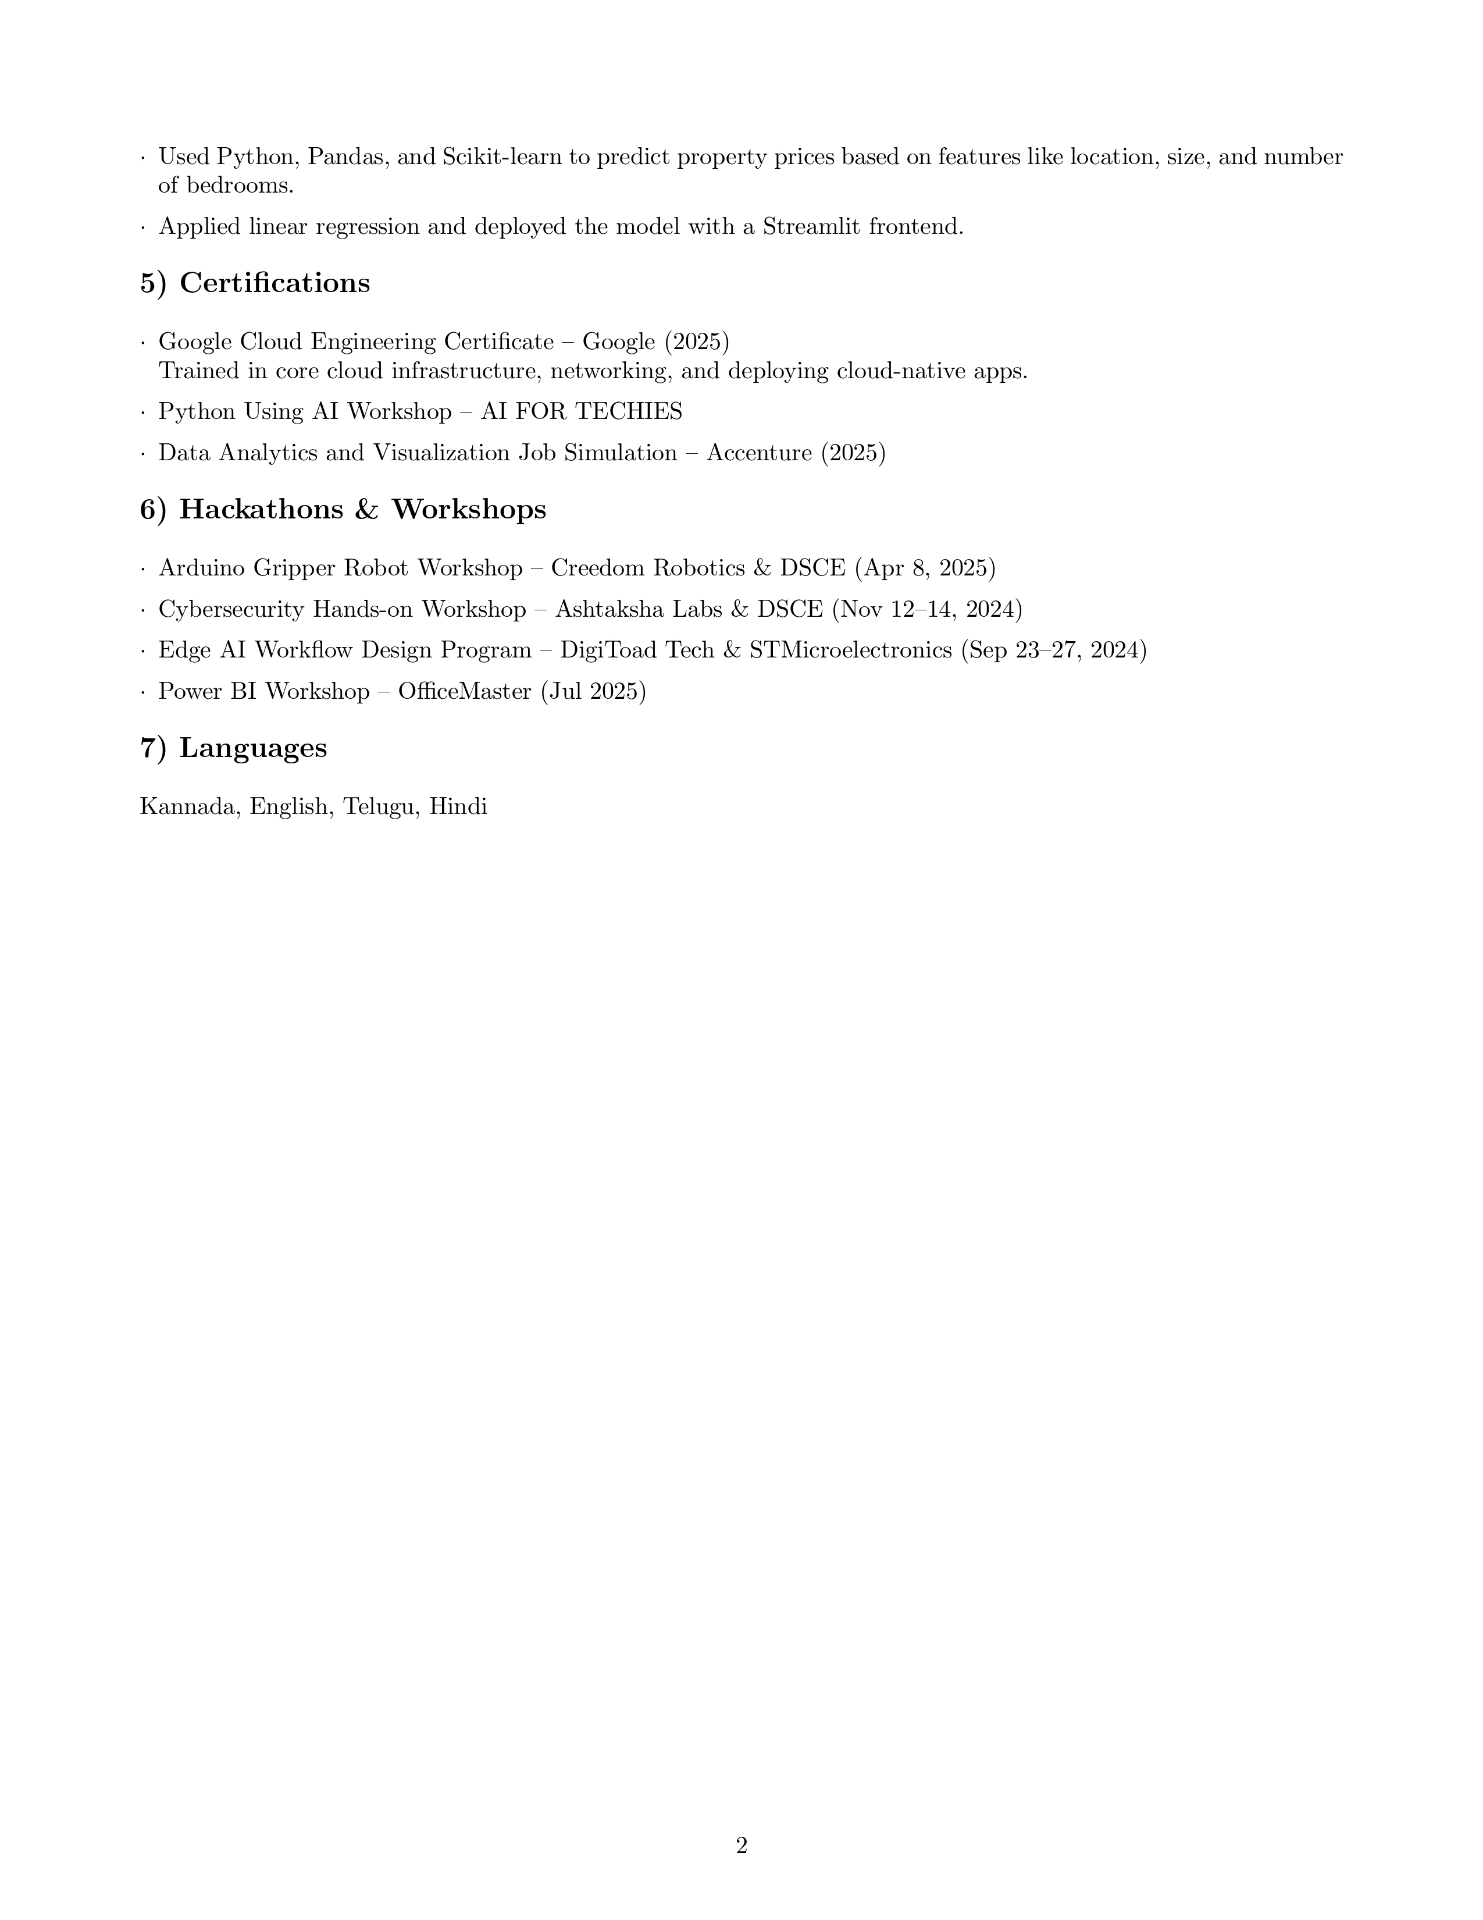 · Used Python, Pandas, and Scikit-learn to predict property prices based on features like location, size, and number
of bedrooms.
· Applied linear regression and deployed the model with a Streamlit frontend.
5) Certifications
· Google Cloud Engineering Certificate – Google (2025)
Trained in core cloud infrastructure, networking, and deploying cloud-native apps.
· Python Using AI Workshop – AI FOR TECHIES
· Data Analytics and Visualization Job Simulation – Accenture (2025)
6) Hackathons & Workshops
· Arduino Gripper Robot Workshop – Creedom Robotics & DSCE (Apr 8, 2025)
· Cybersecurity Hands-on Workshop – Ashtaksha Labs & DSCE (Nov 12–14, 2024)
· Edge AI Workflow Design Program – DigiToad Tech & STMicroelectronics (Sep 23–27, 2024)
· Power BI Workshop – OfficeMaster (Jul 2025)
7) Languages
Kannada, English, Telugu, Hindi
2